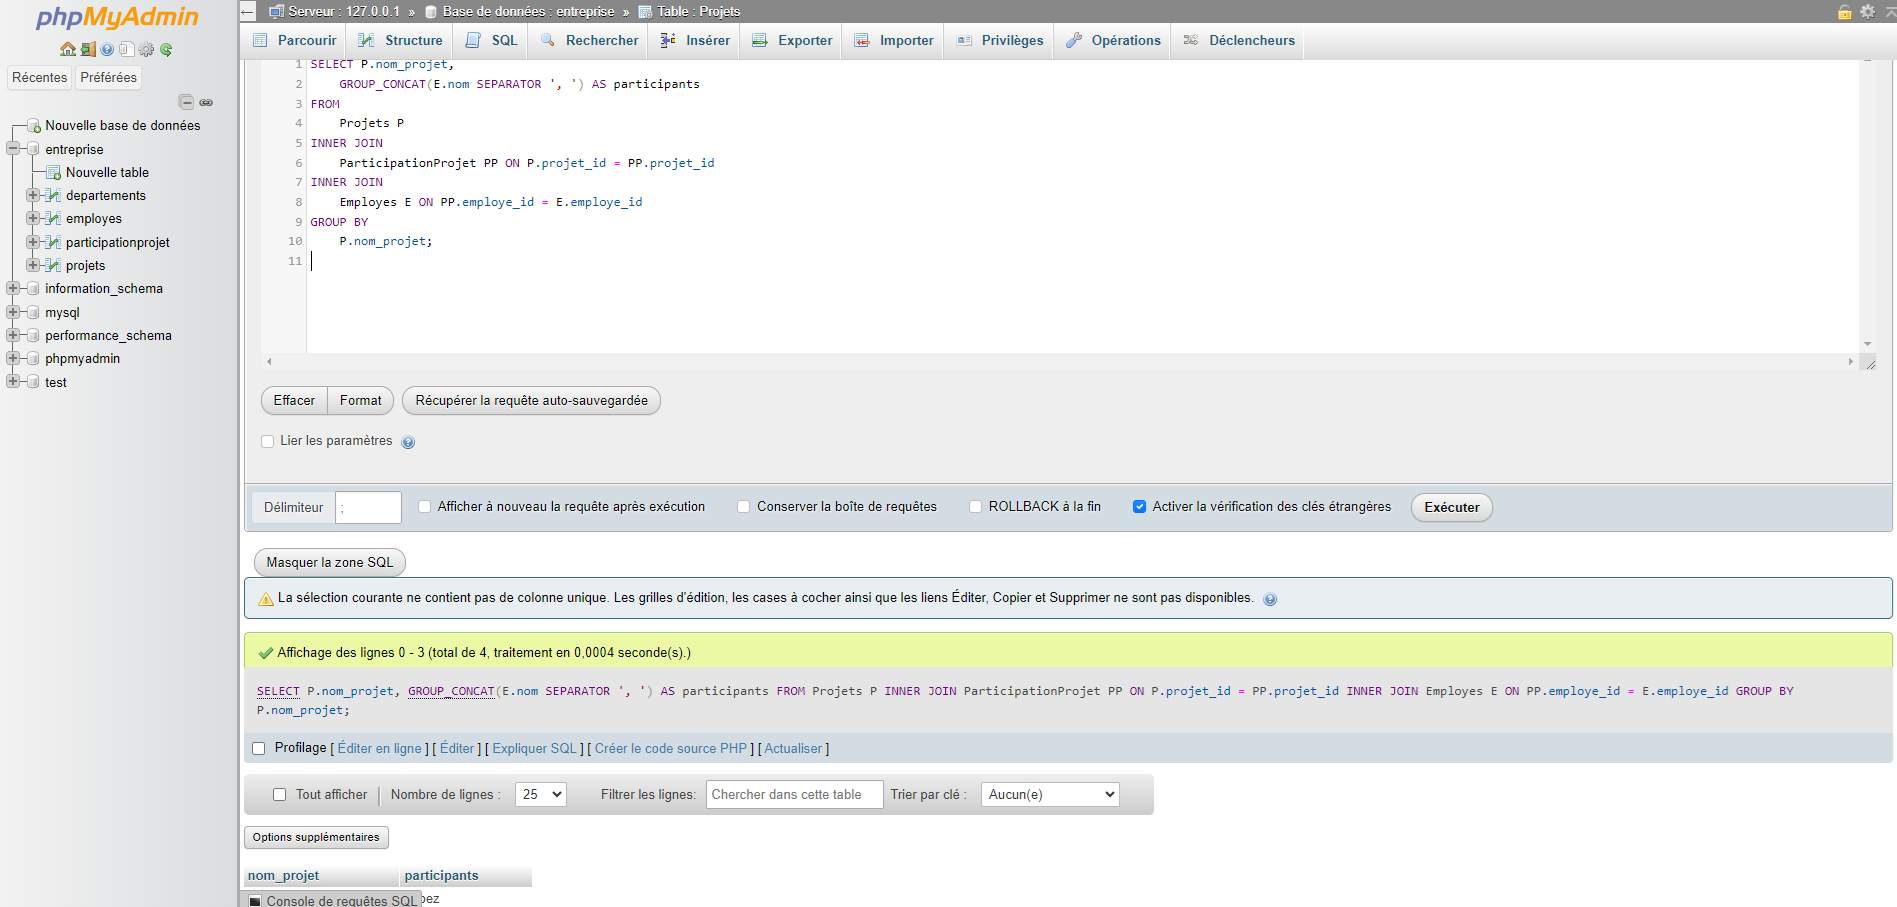 phpMyAdmin
Récentes Préférées
Nouvelle base de données
entreprise
Nouvelle table
departements
employes
participationprojet
projets
information_schema
mysql
performance_schema
phpmyadmin
test
Serveur : 127.0.0.1 » Base de données : entreprise » Table : Projets
Parcourir Structure SQL Rechercher Insérer Exporter Importer Privilèges Opérations Déclencheurs
1 SELECT P.nom_projet,
2 GROUP_CONCAT(E.nom SEPARATOR ', ') AS participants
3 FROM
4 Projets P
5 INNER JOIN
6 ParticipationProjet PP ON P.projet_id = PP.projet_id
7 INNER JOIN
8 Employes E ON PP.employe_id = E.employe_id
9 GROUP BY
10 P.nom_projet;
11
Effacer Format Récupérer la requête auto-sauvegardée
Lier les paramètres
Délimiteur ; Afficher à nouveau la requête après exécution Conserver la boîte de requêtes ROLLBACK à la fin Activer la vérification des clés étrangères Exécuter
Masquer la zone SQL
La sélection courante ne contient pas de colonne unique. Les grilles d'édition, les cases à cocher ainsi que les liens Éditer, Copier et Supprimer ne sont pas disponibles.
Affichage des lignes 0 - 3 (total de 4, traitement en 0,0004 seconde(s).)
SELECT P.nom_projet, GROUP_CONCAT(E.nom SEPARATOR ', ') AS participants FROM Projets P INNER JOIN ParticipationProjet PP ON P.projet_id = PP.projet_id INNER JOIN Employes E ON PP.employe_id = E.employe_id GROUP BY
P.nom_projet;
Profilage [ Éditer en ligne ] [ Éditer ] [ Expliquer SQL ] [ Créer le code source PHP ] [ Actualiser ]
Tout afficher Nombre de lignes : 25 Filtrer les lignes: Chercher dans cette table Trier par clé : Aucun(e)
Options supplémentaires
nom_projet participants
Console de requêtes SQL